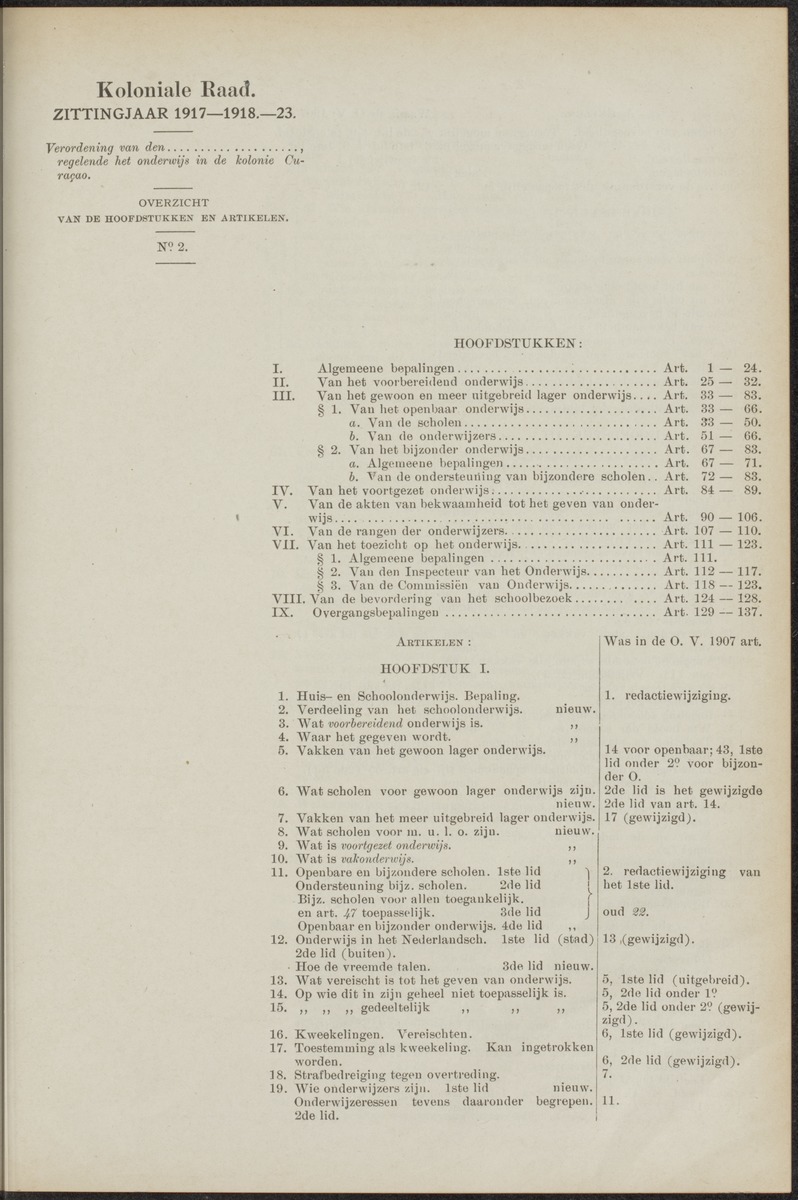 Koloniale Raad.
ZITTINGJAAR 1917—1918.—23.
Verordening van den....................,
regelende het onderwijs in de kolonie Cu-
raçao.
OVERZICHT
VAN DE HOOFDSTUKKEN EN ARTIKELEN.
Nº 2.
HOOFDSTUKKEN:
I. Algemeene bepalingen............................ Art. 1 — 24.
II. Van het voorbereidend onderwijs.................... Art. 25 — 32.
III. Van het gewoon en meer uitgebreid lager onderwijs.... Art. 33 — 83.
§ 1. Van het openbaar onderwijs.................... Art. 33 — 66.
a. Van de scholen............................. Art. 33 — 50.
b. Van de onderwijzers........................ Art. 51 — 66.
§ 2. Van het bijzonder onderwijs.................... Art. 67 — 83.
a. Algemeene bepalingen....................... Art. 67 — 71.
b. Van de ondersteuning van bijzondere scholen.. Art. 72 — 83.
IV. Van het voortgezet onderwijs......................... Art. 84 — 89.
V. Van de akten van bekwaamheid tot het geven van onder-
wijs................................................ Art. 90 — 106.
VI. Van de rangen der onderwijzers...................... Art. 107 — 110.
VII. Van het toezicht op het onderwijs.................... Art. 111 — 123.
§ 1. Algemeene bepalingen ......................... Art. 111.
§ 2. Van den Inspecteur van het Onderwijs........... Art. 112 — 117.
§ 3. Van de Commissiën van Onderwijs............. Art. 118 — 123.
VIII. Van de bevordering van het schoolbezoek............ Art. 124 — 128.
IX. Overgangsbepalingen ................................ Art. 129 — 137.
ARTIKELEN : Was in de O. V. 1907 art.
HOOFDSTUK I.
1. Huis- en Schoolonderwijs. Bepaling. 1. redactiewijziging.
2. Verdeeling van het schoolonderwijs. nieuw.
3. Wat voorbereidend onderwijs is. ,,
4. Waar het gegeven wordt. ,,
5. Vakken van het gewoon lager onderwijs. 14 voor openbaar; 43, 1ste
lid onder 2º voor bijzon-
der O.
6. Wat scholen voor gewoon lager onderwijs zijn. 2de lid is het gewijzigde
nieuw. 2de lid van art. 14.
7. Vakken van het meer uitgebreid lager onderwijs. 17 (gewijzigd).
8. Wat scholen voor m. u. l. o. zijn. nieuw.
9. Wat is voortgezet onderwijs. ,,
10. Wat is vakonderwijs. ,,
11. Openbare en bijzondere scholen. 1ste lid 2. redactiewijziging van
Ondersteuning bijz. scholen. 2de lid het 1ste lid.
Bijz. scholen voor allen toegankelijk.
en art. 47 toepasselijk. 3de lid oud 22.
Openbaar en bijzonder onderwijs. 4de lid ,,
12. Onderwijs in het Nederlandsch. 1ste lid (stad) 13 (gewijzigd).
2de lid (buiten).
Hoe de vreemde talen. 3de lid nieuw.
13. Wat vereischt is tot het geven van onderwijs. 5, 1ste lid (uitgebreid).
14. Op wie dit in zijn geheel niet toepasselijk is. 5, 2de lid onder 1º
15. ,, ,, ,, gedeeltelijk ,, ,, ,, 5, 2de lid onder 2º (gewij-
zigd).
16. Kweekelingen. Vereischten. 6, 1ste lid (gewijzigd).
17. Toestemming als kweekeling. Kan ingetrokken
worden. 6, 2de lid (gewijzigd).
18. Strafbedreiging tegen overtreding. 7.
19. Wie onderwijzers zijn. 1ste lid nieuw.
Onderwijzeressen tevens daaronder begrepen. 11.
2de lid.